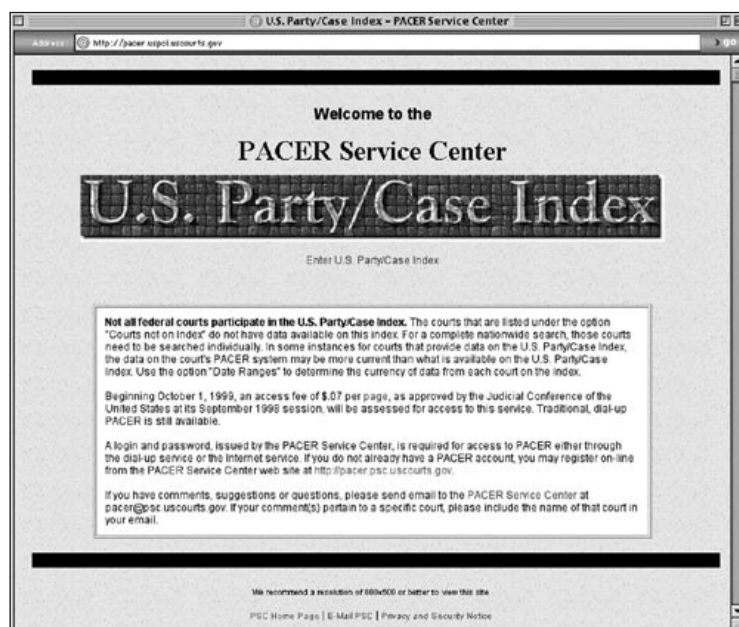 U.S. Party/Case Index - PACER Service Center
Address: http://pacer.uspci.uscourts.gov go
Welcome to the
PACER Service Center
U.S. Party/Case Index
Enter U.S. Party/Case Index
Not all federal courts participate in the U.S. Party/Case Index. The courts that are listed under the option
"Courts not on Index" do not have data available on this index. For a complete nationwide search, those courts
need to be searched individually. In some instances for courts that provide data on the U.S. Party/Case Index,
the data on the court's PACER system may be more current than what is available on the U.S. Party/Case
Index. Use the option "Date Ranges" to determine the currency of data from each court on the index.
Beginning October 1, 1999, an access fee of $.07 per page, as approved by the Judicial Conference of the
United States at its September 1998 session, will be assessed for access to this service. Traditional, dial-up
PACER is still available.
A login and password, issued by the PACER Service Center, is required for access to PACER either through
the dial-up service or the Internet service. If you do not already have a PACER account, you may register on-line
from the PACER Service Center web site at http://pacer.psc.uscourts.gov.
If you have comments, suggestions or questions, please send email to the PACER Service Center at
pacer@psc.uscourts.gov. If your comment(s) pertain to a specific court, please include the name of that court in
your email.
We recommend a resolution of 800x600 or better to view this site
PSC Home Page | E-Mail PSC | Privacy and Security Notice